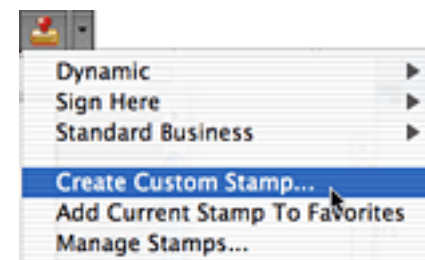 Dynamic
Sign Here
Standard Business
Create Custom Stamp...
Add Current Stamp To Favorites
Manage Stamps...